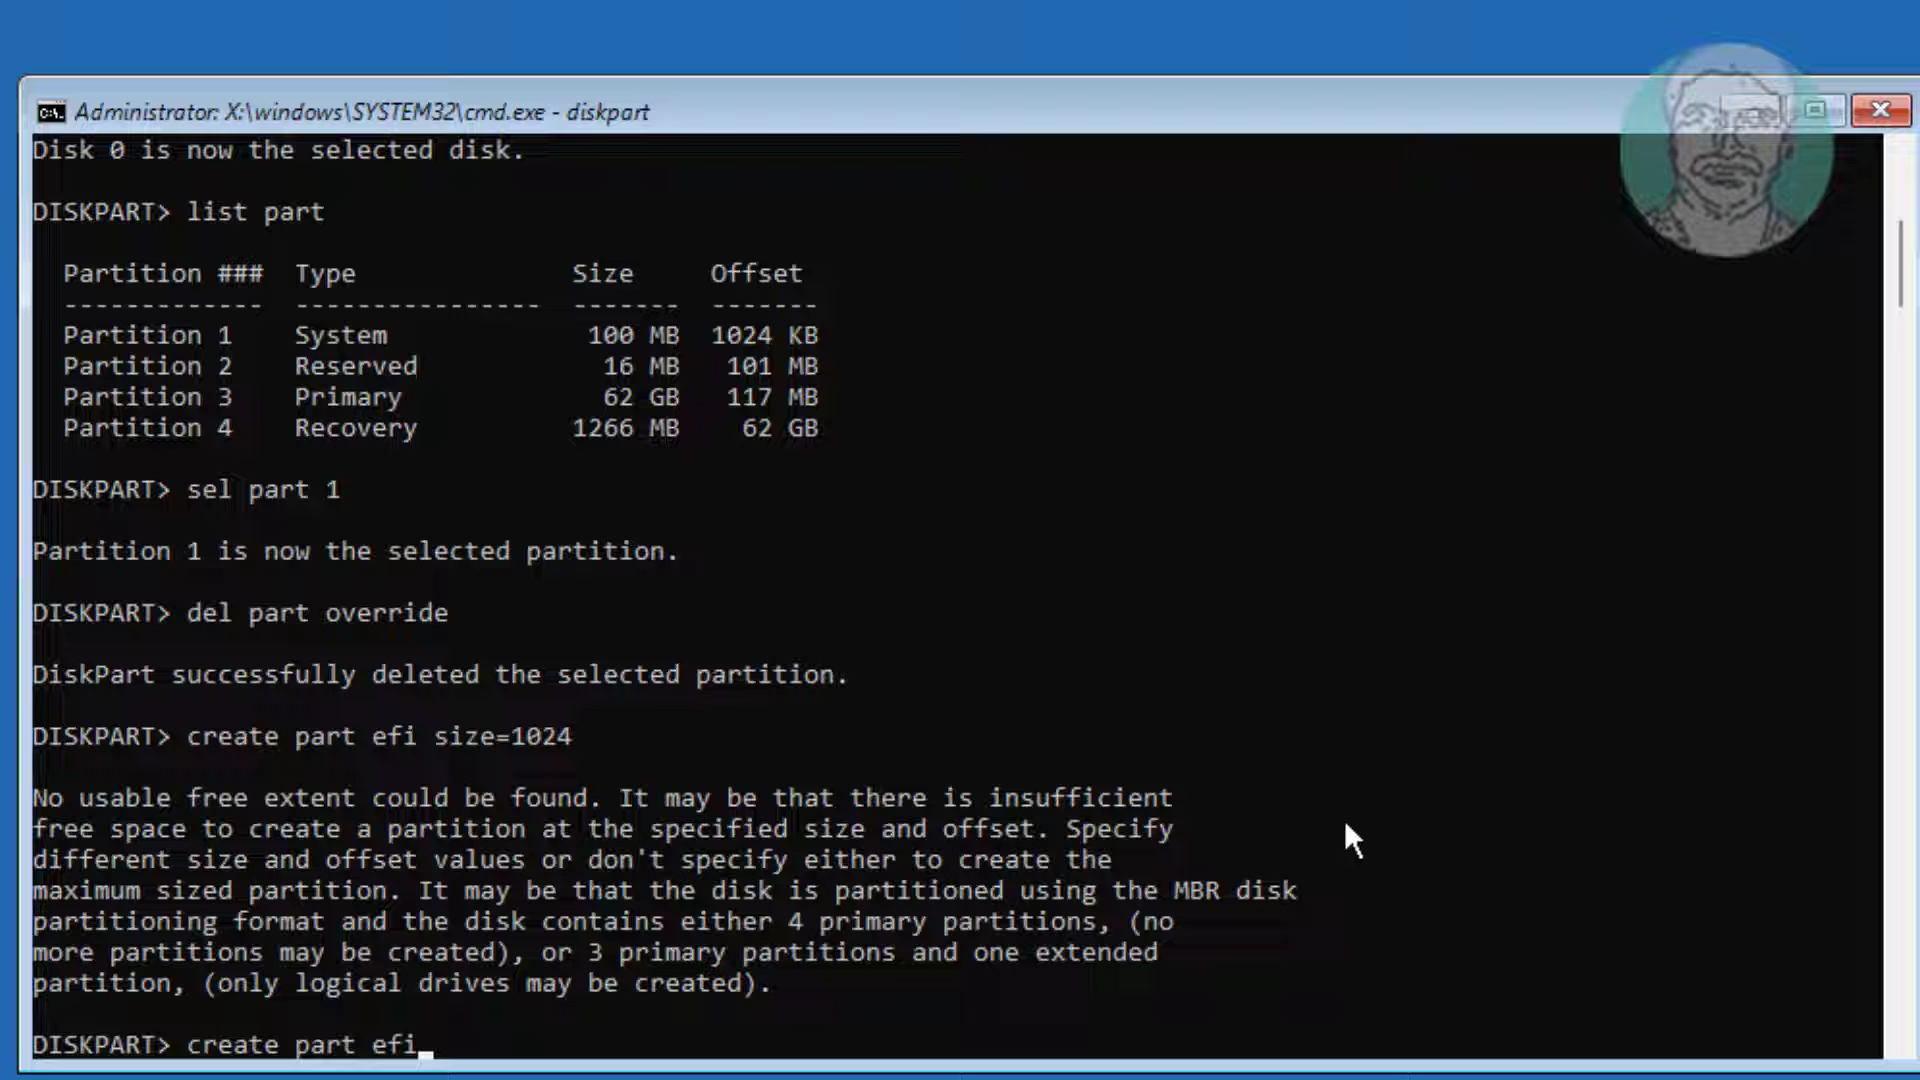 Administrator: X:\windows\SYSTEM32\cmd.exe - diskpart
Disk 0 is now the selected disk.
DISKPART> list part
Partition ###  Type              Size     Offset
-------------  ----------------  -------  -------
Partition 1    System             100 MB  1024 KB
Partition 2    Reserved            16 MB   101 MB
Partition 3    Primary             62 GB   117 MB
Partition 4    Recovery          1266 MB    62 GB
DISKPART> sel part 1
Partition 1 is now the selected partition.
DISKPART> del part override
DiskPart successfully deleted the selected partition.
DISKPART> create part efi size=1024
No usable free extent could be found. It may be that there is insufficient
free space to create a partition at the specified size and offset. Specify
different size and offset values or don't specify either to create the
maximum sized partition. It may be that the disk is partitioned using the MBR disk
partitioning format and the disk contains either 4 primary partitions, (no
more partitions may be created), or 3 primary partitions and one extended
partition, (only logical drives may be created).
DISKPART> create part efi